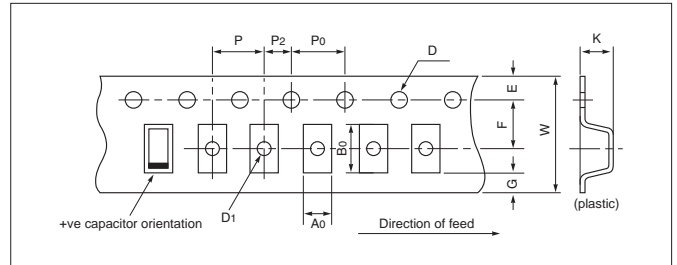 P P2 P0 D K
E
F
W
B0
G
(plastic)
+ve capacitor orientation D1 A0 Direction of feed